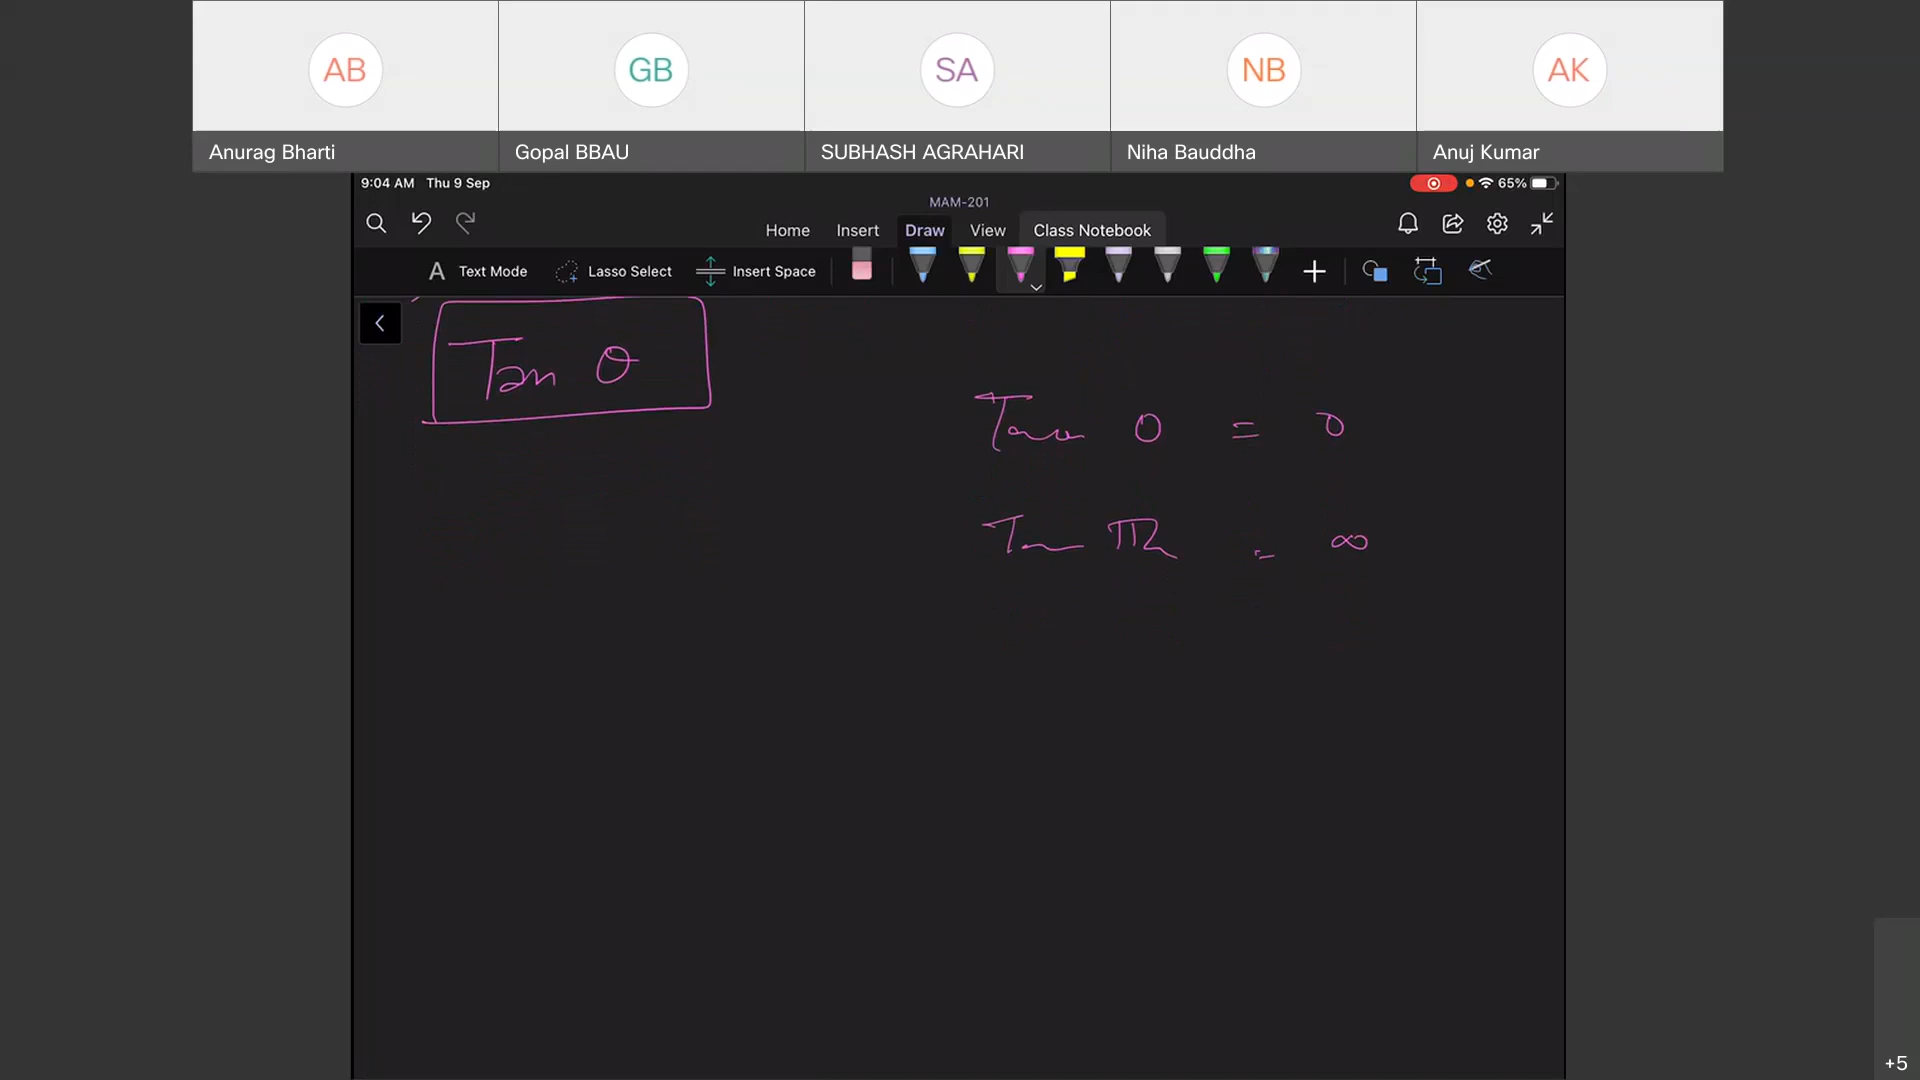 AB GB SA NB AK
Anurag Bharti Gopal BBAU SUBHASH AGRAHARI Niha Bauddha Anuj Kumar
9:04 AM Thu 9 Sep 65%
MAM-201
Home Insert Draw View Class Notebook
A Text Mode Lasso Select Insert Space
Tan θ
Tan 0 = 0
Tan π/2 = ∞
+5